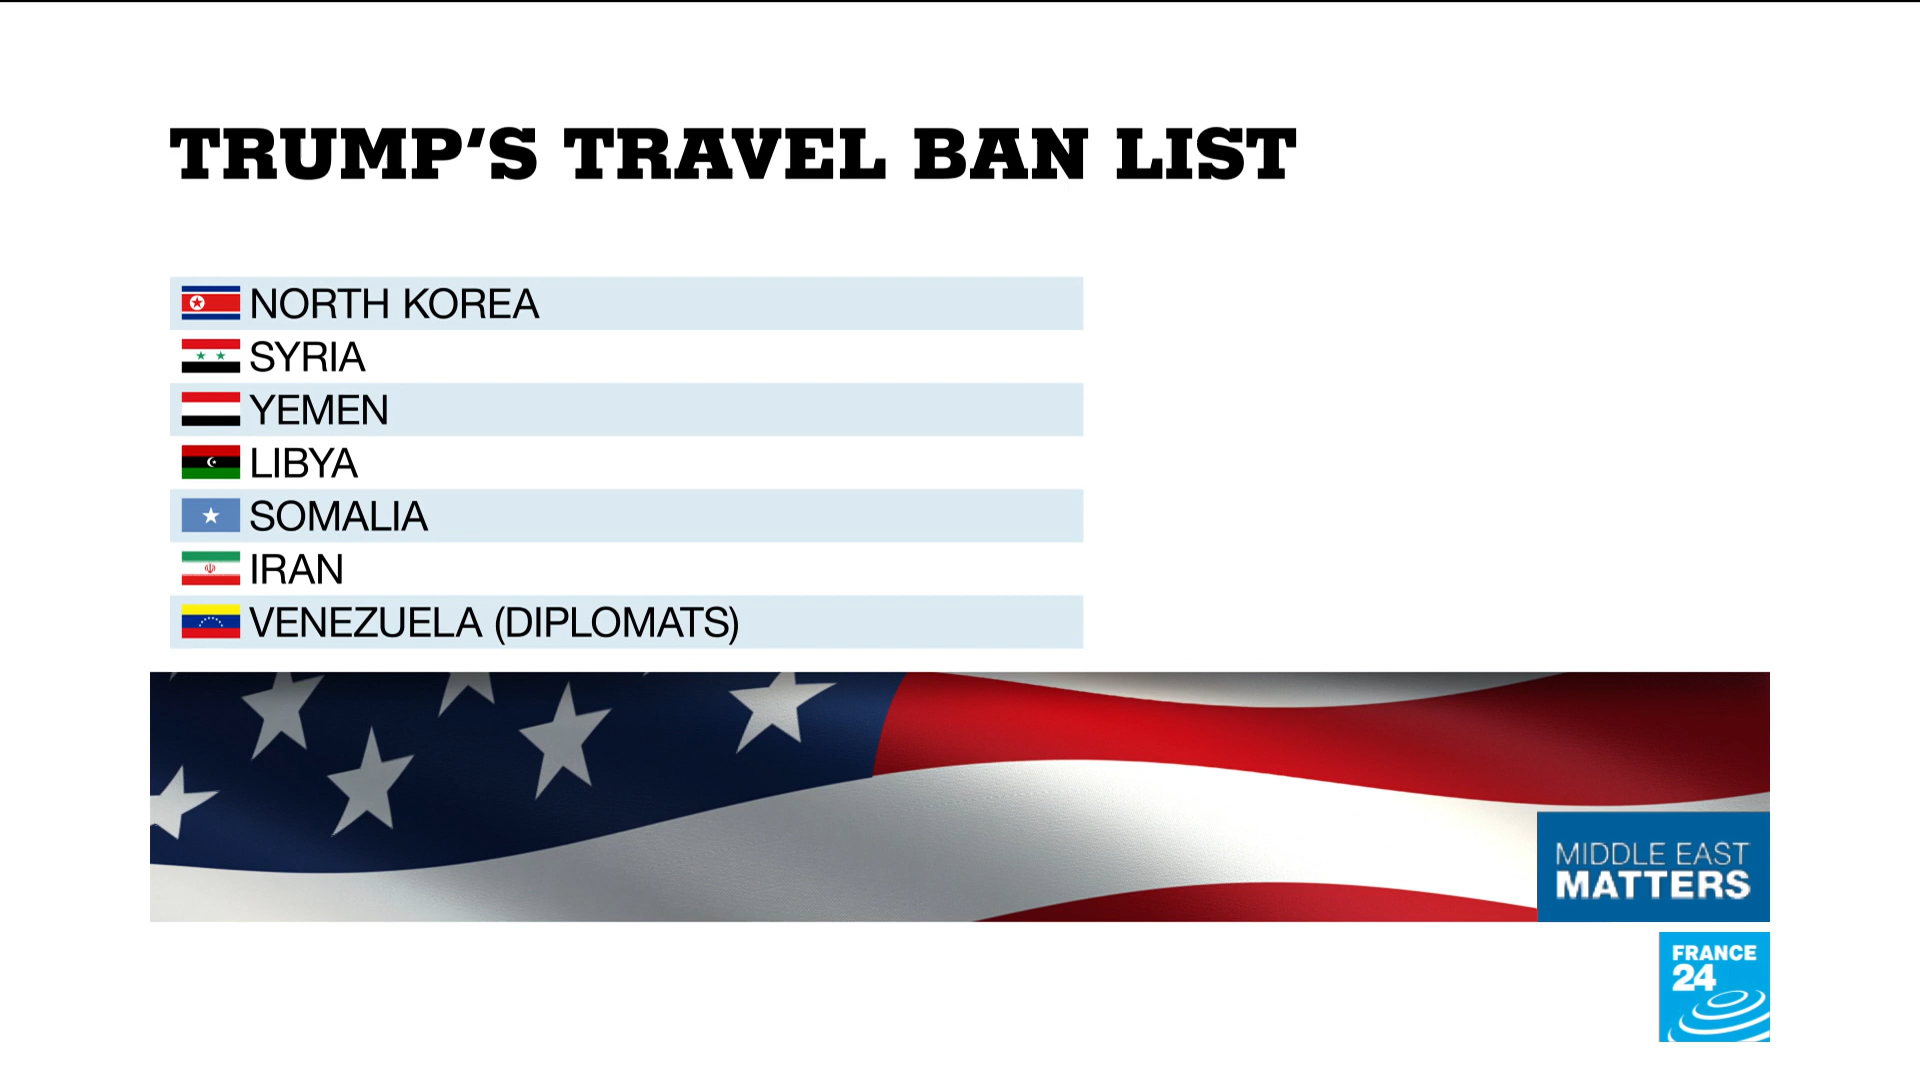 TRUMP‘S TRAVEL BAN LIST
NORTH KOREA
SYRIA
YEMEN
LIBYA
SOMALIA
IRAN
VENEZUELA (DIPLOMATS)
MIDDLE EAST
MATTERS
FRANCE
24